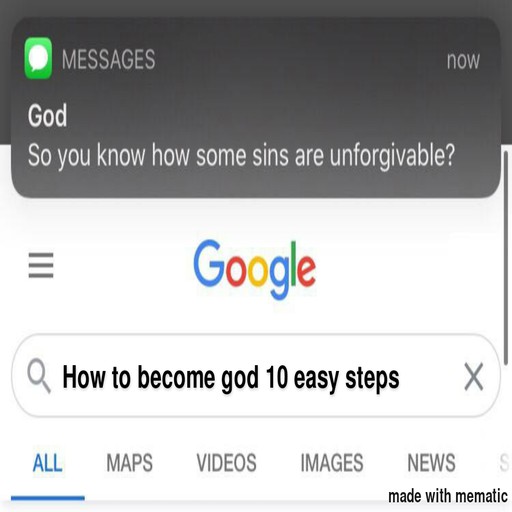 MESSAGES now
God
So you know how some sins are unforgivable?
Google
How to become god 10 easy steps
ALL MAPS VIDEOS IMAGES NEWS S
made with mematic